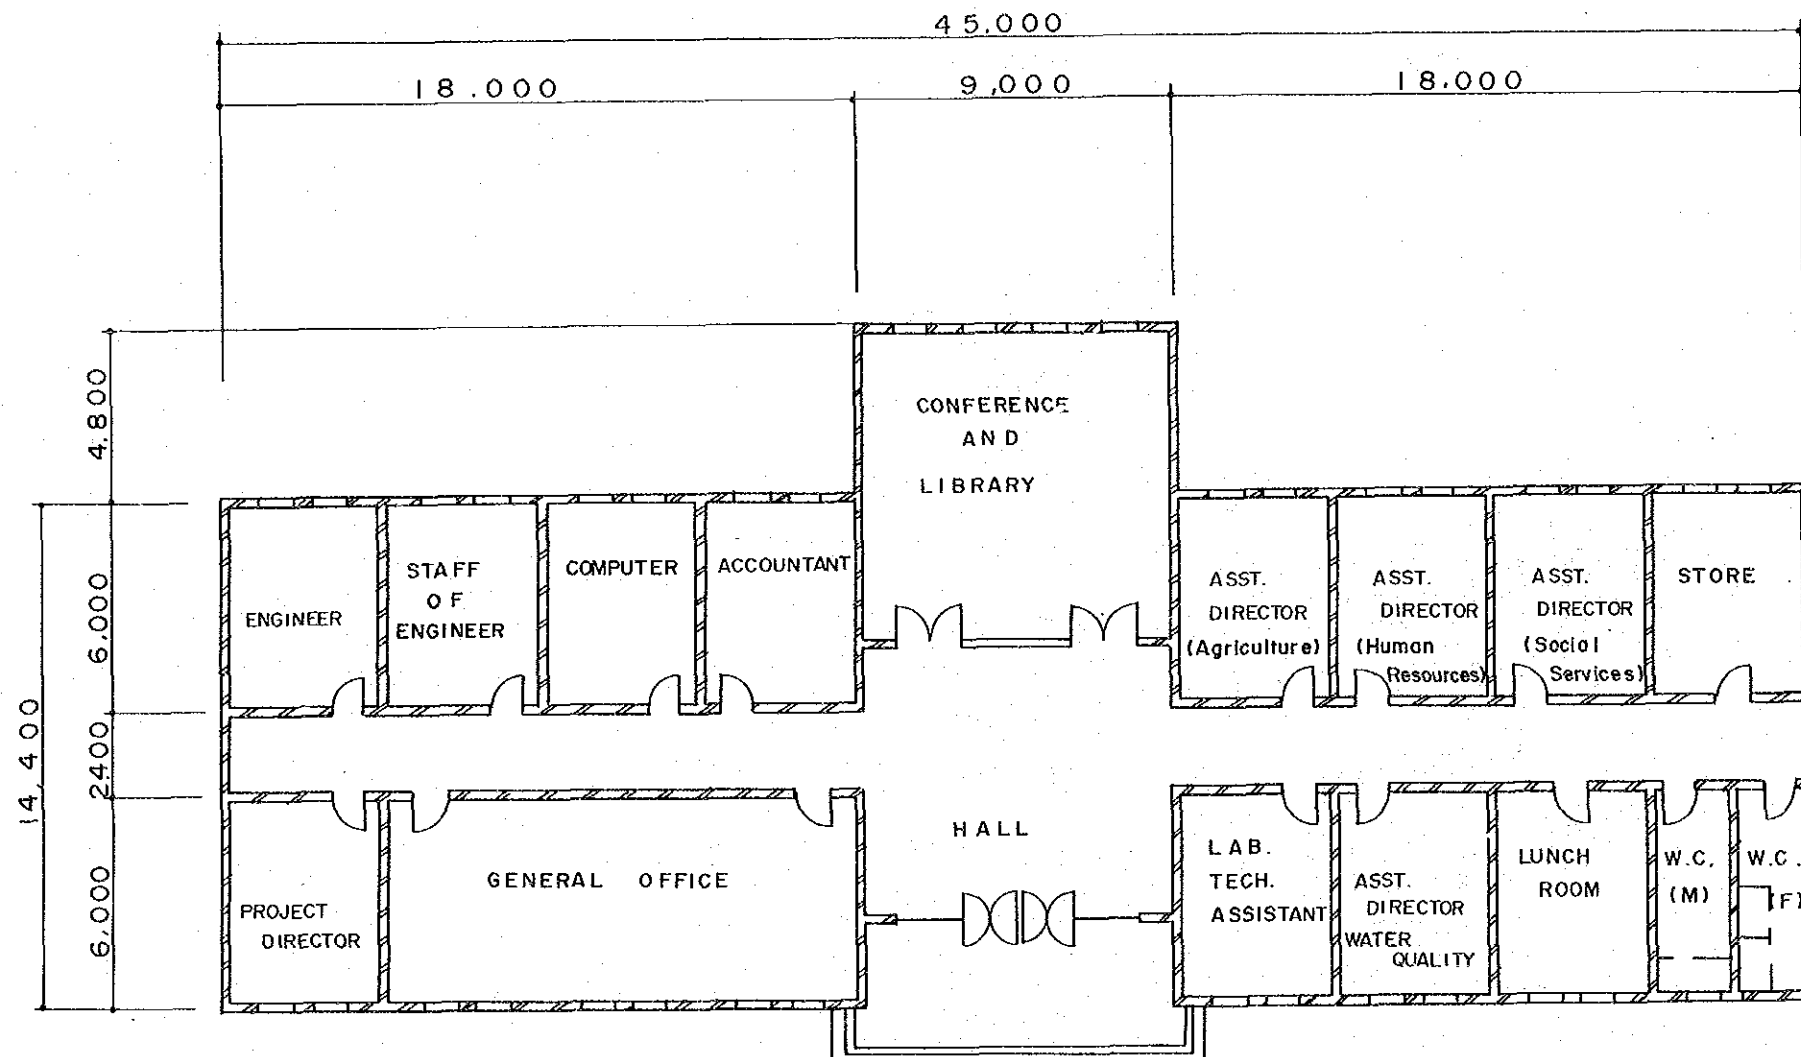 45.000
18.000
9,000
18.000
4.800
6,000
2400
6,000
14,400
CONFERENCE
AND
LIBRARY
ENGINEER
STAFF
OF
ENGINEER
COMPUTER
ACCOUNTANT
ASST.
DIRECTOR
(Agriculture)
ASST.
DIRECTOR
(Human
Resources)
ASST.
DIRECTOR
(Social
Services)
STORE
PROJECT
DIRECTOR
GENERAL OFFICE
HALL
LAB.
TECH.
ASSISTANT
ASST.
DIRECTOR
WATER
QUALITY
LUNCH
ROOM
W.C.
(M)
W.C.
(F)